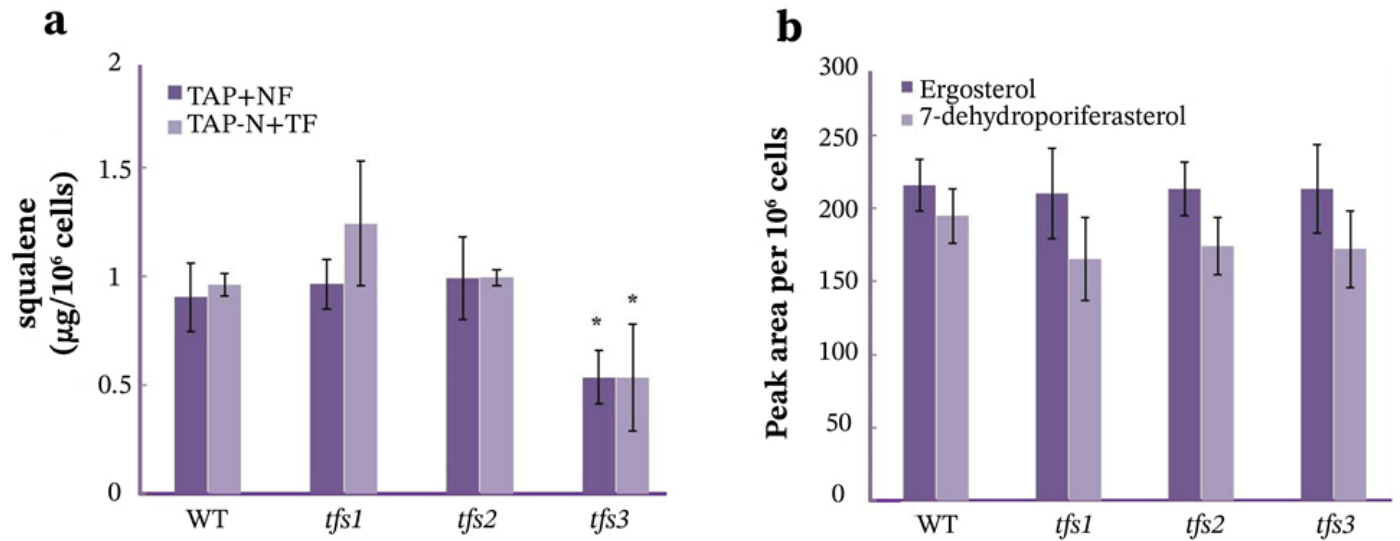 a
2
1.5
1
0.5
0
squalene
(μg/10⁶ cells)
TAP+NF
TAP-N+TF
*
*
WT tfs1 tfs2 tfs3
b
300
250
200
150
100
50
0
Peak area per 10⁶ cells
Ergosterol
7-dehydroporiferasterol
WT tfs1 tfs2 tfs3